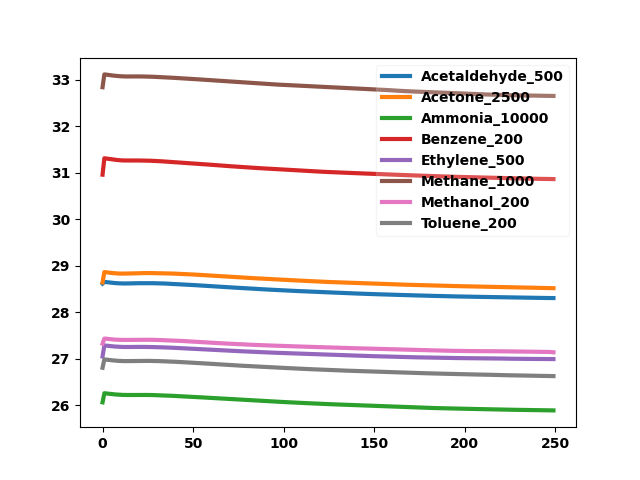 33
32
31
30
29
28
27
26
0 50 100 150 200 250
Acetaldehyde_500
Acetone_2500
Ammonia_10000
Benzene_200
Ethylene_500
Methane_1000
Methanol_200
Toluene_200